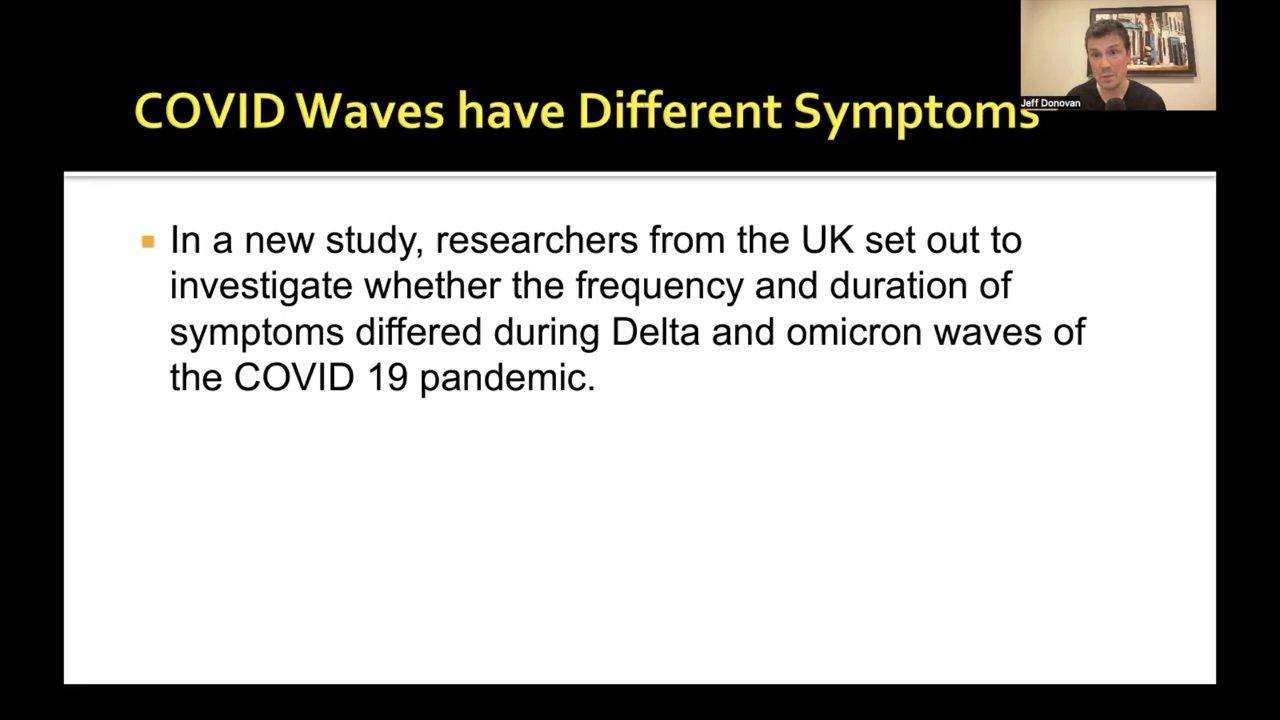 COVID Waves have Different Symptoms
Jeff Donovan
In a new study, researchers from the UK set out to
investigate whether the frequency and duration of
symptoms differed during Delta and omicron waves of
the COVID 19 pandemic.